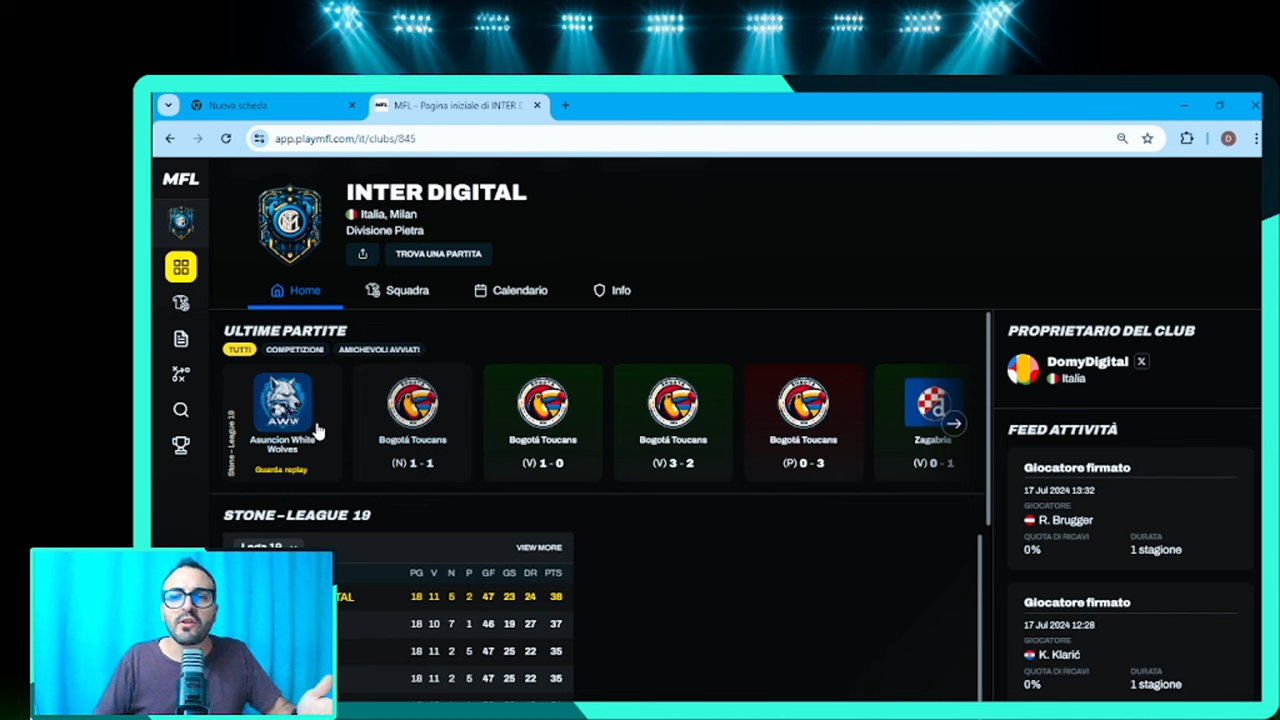 Nuova scheda
MFL - Pagina iniziale di INTER D
app.playmfl.com/it/clubs/845
D
MFL
INTER DIGITAL
Italia, Milan
Divisione Pietra
TROVA UNA PARTITA
Home
Squadra
Calendario
Info
ULTIME PARTITE
TUTTI
COMPETIZIONI
AMICHEVOLI AVVIATI
Stone - League 19
AWW
Asuncion White
Wolves
Guarda replay
BOGOTÁ
Bogotá Toucans
(N) 1 - 1
BOGOTÁ
Bogotá Toucans
(V) 1 - 0
BOGOTÁ
Bogotá Toucans
(V) 3 - 2
BOGOTÁ
Bogotá Toucans
(P) 0 - 3
Zagabria
(V) 0 - 1
STONE – LEAGUE 19
Lega 19
VIEW MORE
PG V N P GF GS DR PTS
TAL 18 11 5 2 47 23 24 38
18 10 7 1 46 19 27 37
18 11 2 5 47 25 22 35
18 11 2 5 47 25 22 35
PROPRIETARIO DEL CLUB
DomyDigital X
Italia
FEED ATTIVITÀ
Giocatore firmato
17 Jul 2024 13:32
GIOCATORE
R. Brugger
QUOTA DI RICAVI DURATA
0% 1 stagione
Giocatore firmato
17 Jul 2024 12:28
GIOCATORE
K. Klarić
QUOTA DI RICAVI DURATA
0% 1 stagione